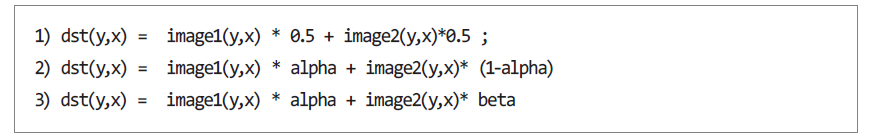 1) dst(y,x) = image1(y,x) * 0.5 + image2(y,x)*0.5 ;
2) dst(y,x) = image1(y,x) * alpha + image2(y,x)* (1-alpha)
3) dst(y,x) = image1(y,x) * alpha + image2(y,x)* beta